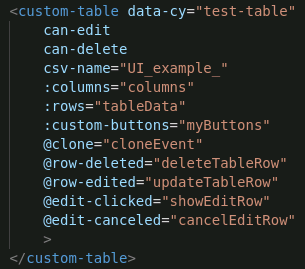 <custom-table data-cy="test-table"
can-edit
can-delete
csv-name="UI_example_"
:columns="columns"
:rows="tableData"
:custom-buttons="myButtons"
@clone="cloneEvent"
@row-deleted="deleteTableRow"
@row-edited="updateTableRow"
@edit-clicked="showEditRow"
@edit-canceled="cancelEditRow"
>
</custom-table>